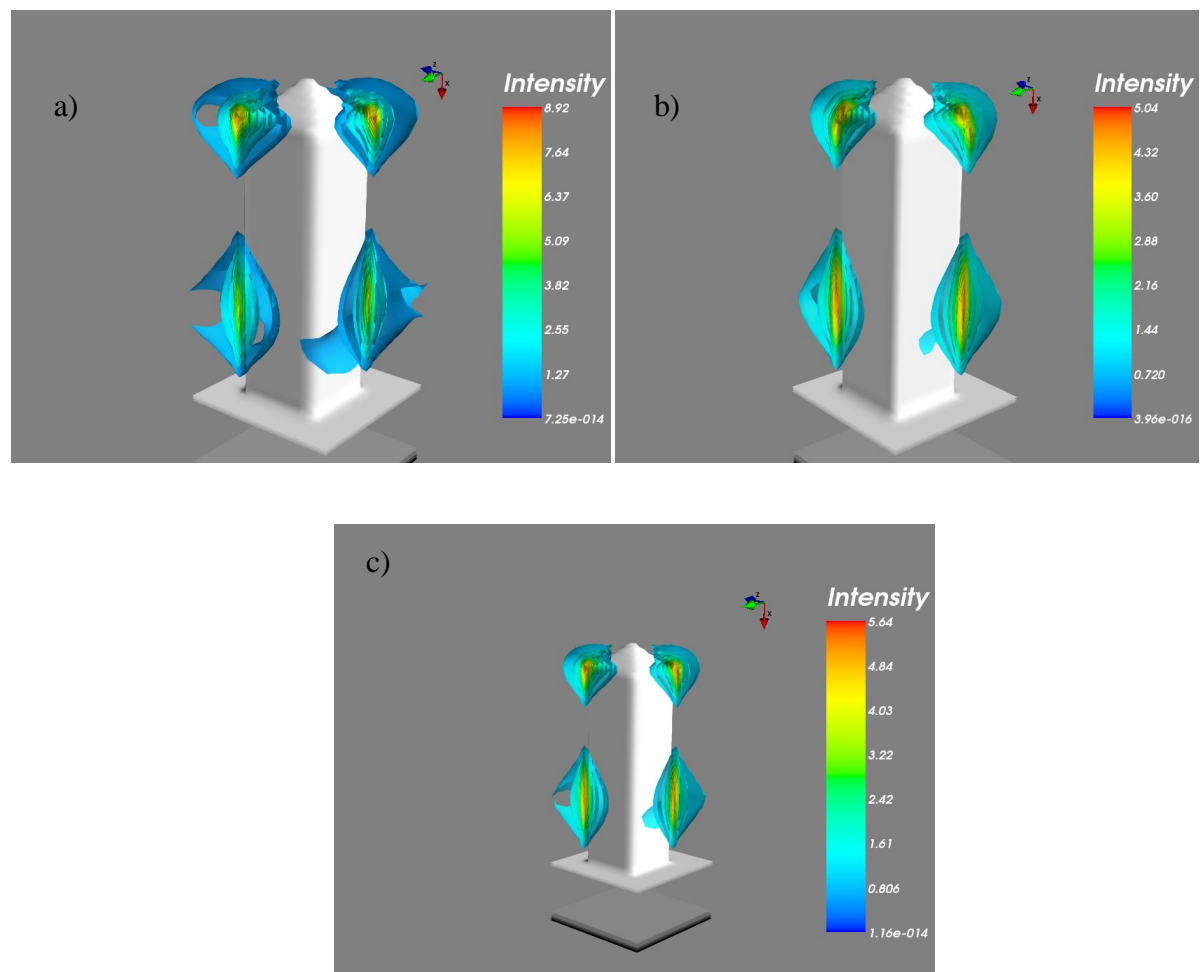 a)
z
x
Intensity
8.92
7.64
6.37
5.09
3.82
2.55
1.27
7.25e-014
b)
z
x
Intensity
5.04
4.32
3.60
2.88
2.16
1.44
0.720
3.96e-016
c)
z
x
Intensity
5.64
4.84
4.03
3.22
2.42
1.61
0.806
1.16e-014